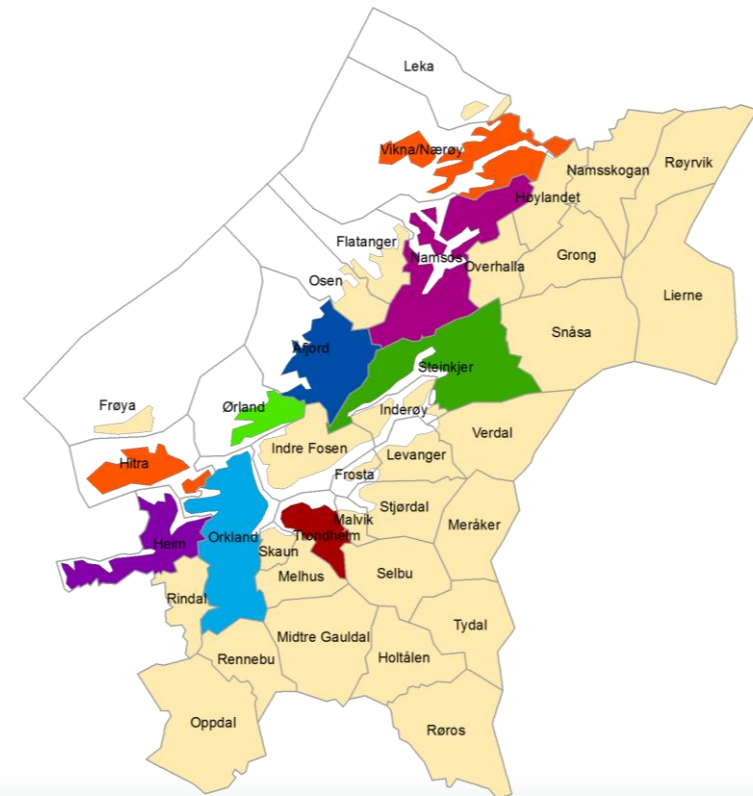 Leka
Vikna/Nærøy
Namsskogan
Røyrvik
Høylandet
Flatanger
Namsos
Overhalla
Grong
Osen
Lierne
Snåsa
Åfjord
Steinkjer
Frøya
Ørland
Inderøy
Verdal
Indre Fosen
Levanger
Hitra
Frosta
Stjørdal
Malvik
Meråker
Trondheim
Orkland
Heim
Skaun
Melhus
Selbu
Rindal
Tydal
Midtre Gauldal
Rennebu
Holtålen
Oppdal
Røros